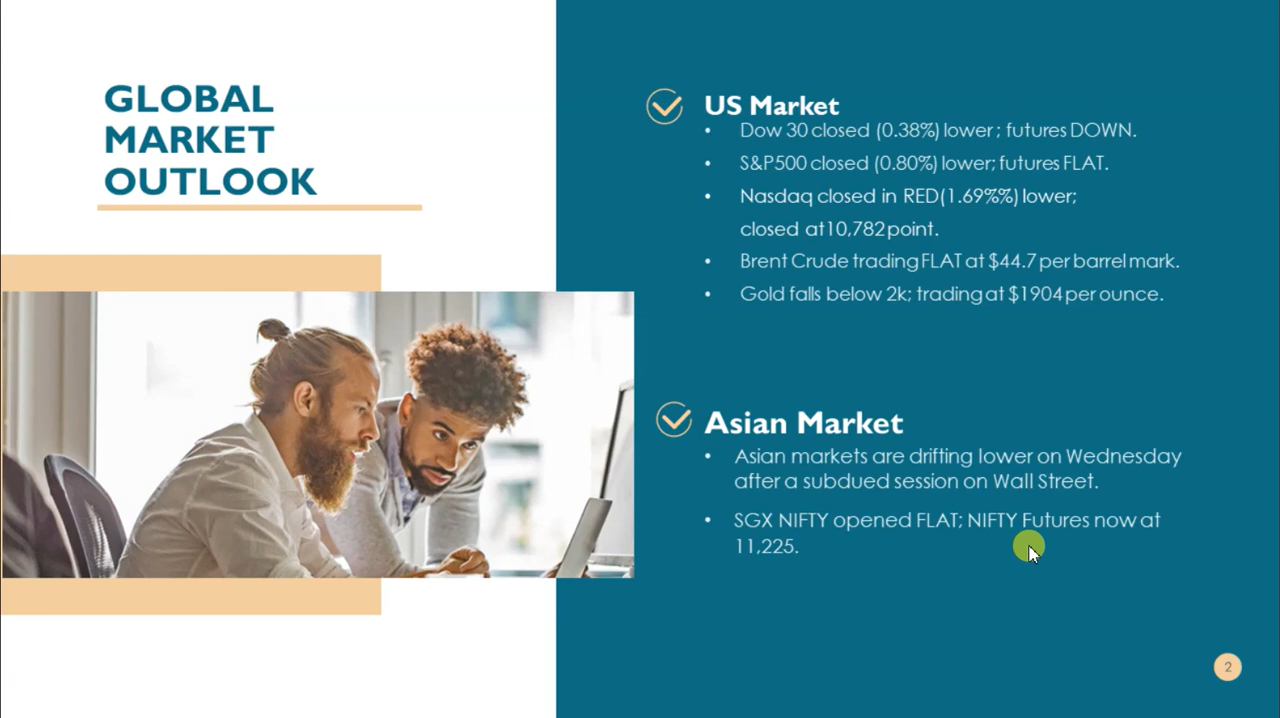 GLOBAL
MARKET
OUTLOOK
US Market
• Dow 30 closed (0.38%) lower ; futures DOWN.
• S&P500 closed (0.80%) lower; futures FLAT.
• Nasdaq closed in RED(1.69%%) lower;
closed at10,782point.
• Brent Crude trading FLAT at $44.7 per barrel mark.
• Gold falls below 2k; trading at $1904 per ounce.
Asian Market
• Asian markets are drifting lower on Wednesday
after a subdued session on Wall Street.
• SGX NIFTY opened FLAT; NIFTY Futures now at
11,225.
2